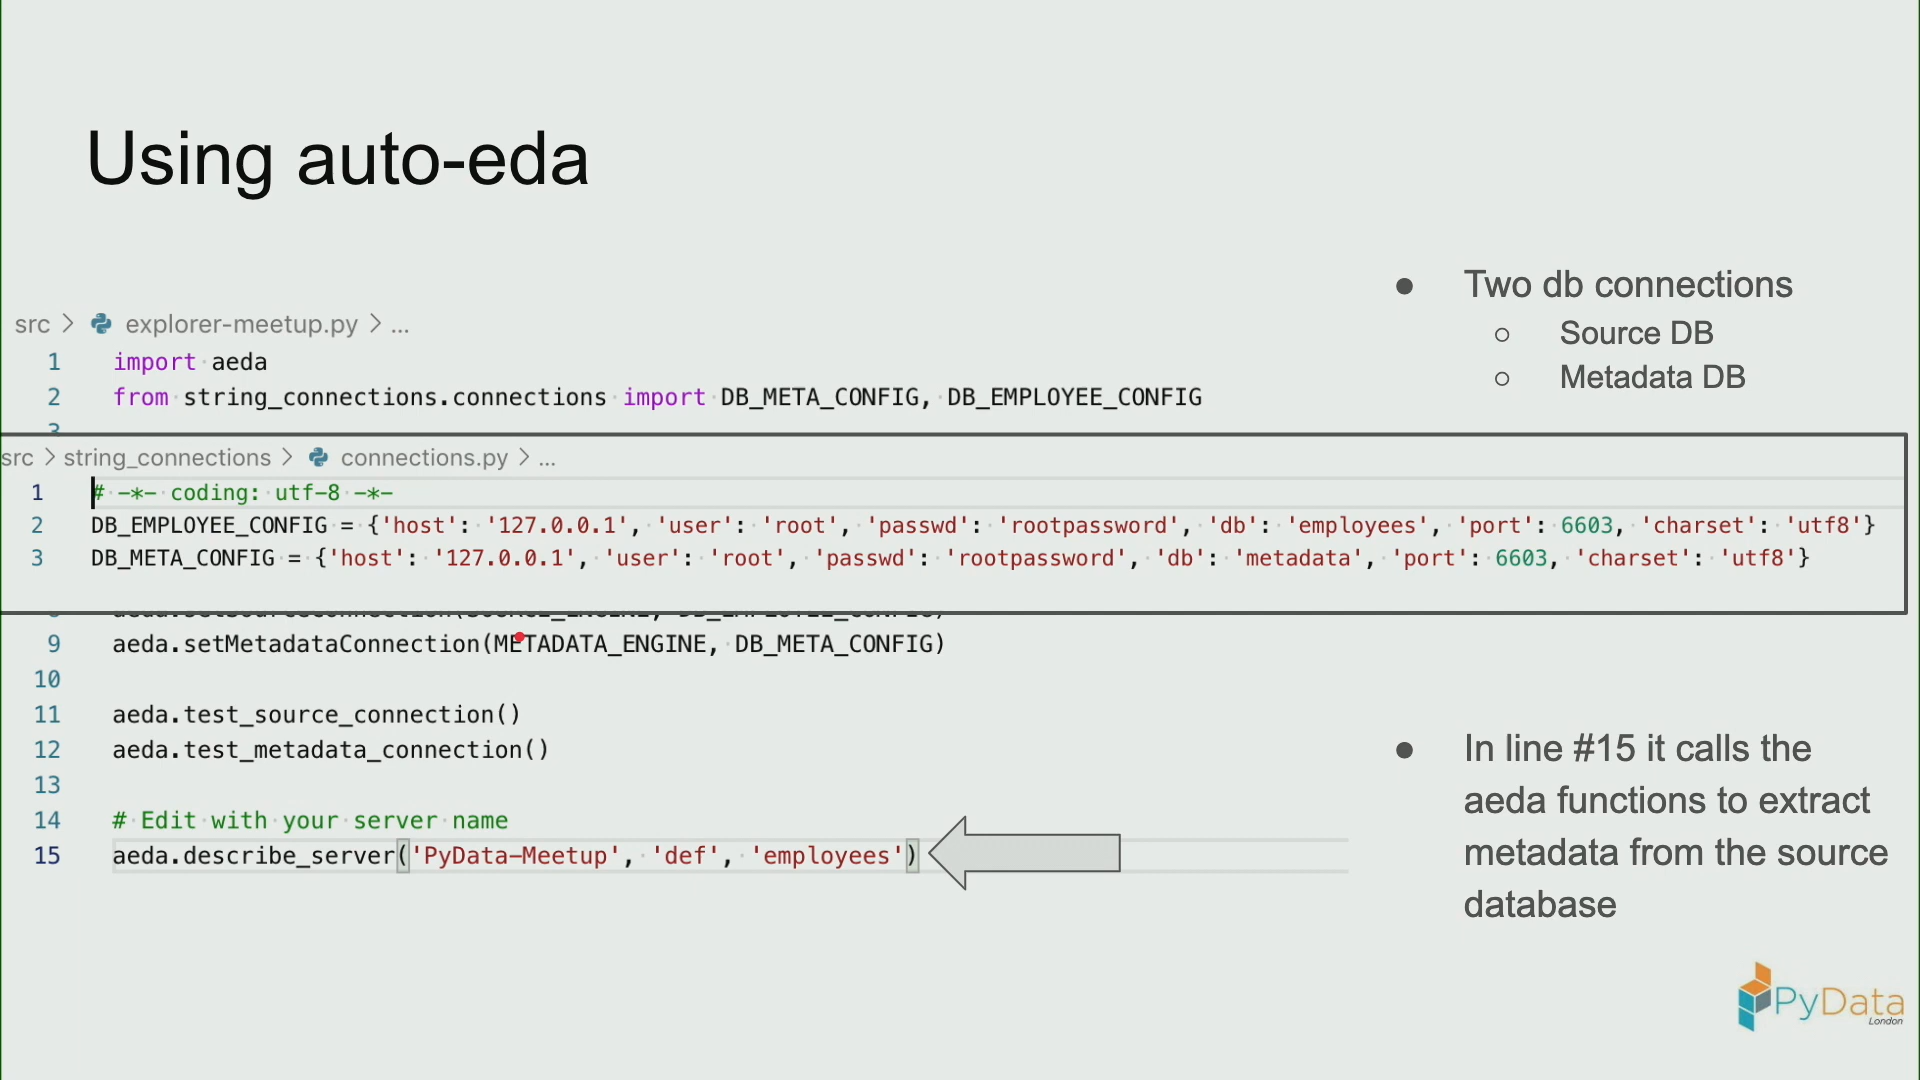 Using auto-eda
src > explorer-meetup.py > ...
1 import aeda
2 from string_connections.connections import DB_META_CONFIG, DB_EMPLOYEE_CONFIG
3
src > string_connections > connections.py > ...
1 # -*- coding: utf-8 -*-
2 DB_EMPLOYEE_CONFIG = {'host': '127.0.0.1', 'user': 'root', 'passwd': 'rootpassword', 'db': 'employees', 'port': 6603, 'charset': 'utf8'}
3 DB_META_CONFIG = {'host': '127.0.0.1', 'user': 'root', 'passwd': 'rootpassword', 'db': 'metadata', 'port': 6603, 'charset': 'utf8'}
9 aeda.setMetadataConnection(METADATA_ENGINE, DB_META_CONFIG)
10
11 aeda.test_source_connection()
12 aeda.test_metadata_connection()
13
14 # Edit with your server name
15 aeda.describe_server('PyData-Meetup', 'def', 'employees')
● Two db connections
○ Source DB
○ Metadata DB
● In line #15 it calls the
aeda functions to extract
metadata from the source
database
PyData
London